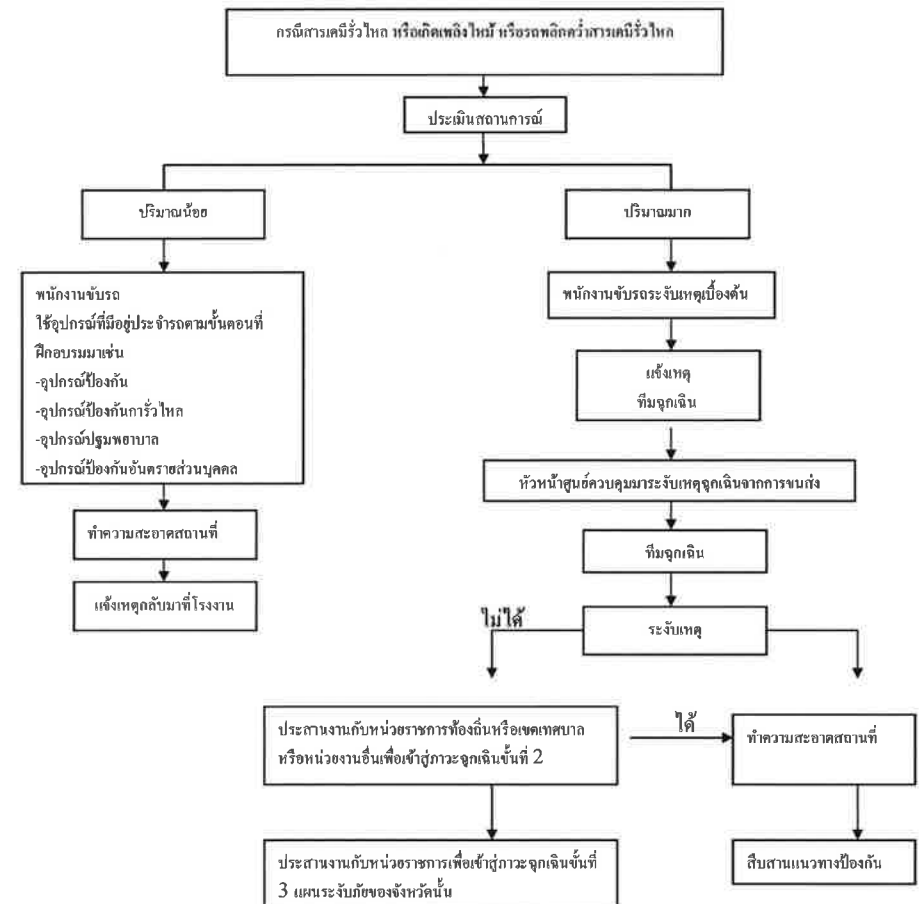 กรณีสารเคมีรั่วไหล หรือเกิดเพลิงไหม้ หรือรถพลิกคว่ำสารเคมีรั่วไหล
ประเมินสถานการณ์
ปริมาณน้อย
ปริมาณมาก
พนักงานขับรถ
ใช้อุปกรณ์ที่มีอยู่ประจำรถตามขั้นตอนที่
ฝึกอบรมมาเช่น
-อุปกรณ์ป้องกัน
-อุปกรณ์ป้องกันการั่วไหล
-อุปกรณ์ปฐมพยาบาล
-อุปกรณ์ป้องกันอันตรายส่วนบุคคล
ทำความสะอาดสถานที่
แจ้งเหตุกลับมาที่โรงงาน
พนักงานขับรถระงับเหตุเบื้องต้น
แจ้งเหตุ
ทีมฉุกเฉิน
หัวหน้าศูนย์ควบคุมมาระงับเหตุฉุกเฉินจากการขนส่ง
ทีมฉุกเฉิน
ระงับเหตุ
ไม่ได้
ประสานงานกับหน่วยราชการท้องถิ่นหรือเขตเทศบาล
หรือหน่วยงานอื่นเพื่อเข้าสู่ภาวะฉุกเฉินขั้นที่ 2
ได้
ทำความสะอาดสถานที่
ประสานงานกับหน่วยราชการเพื่อเข้าสู่ภาวะฉุกเฉินขั้นที่
3 แผนระงับภัยของจังหวัดนั้น
สืบสานแนวทางป้องกัน